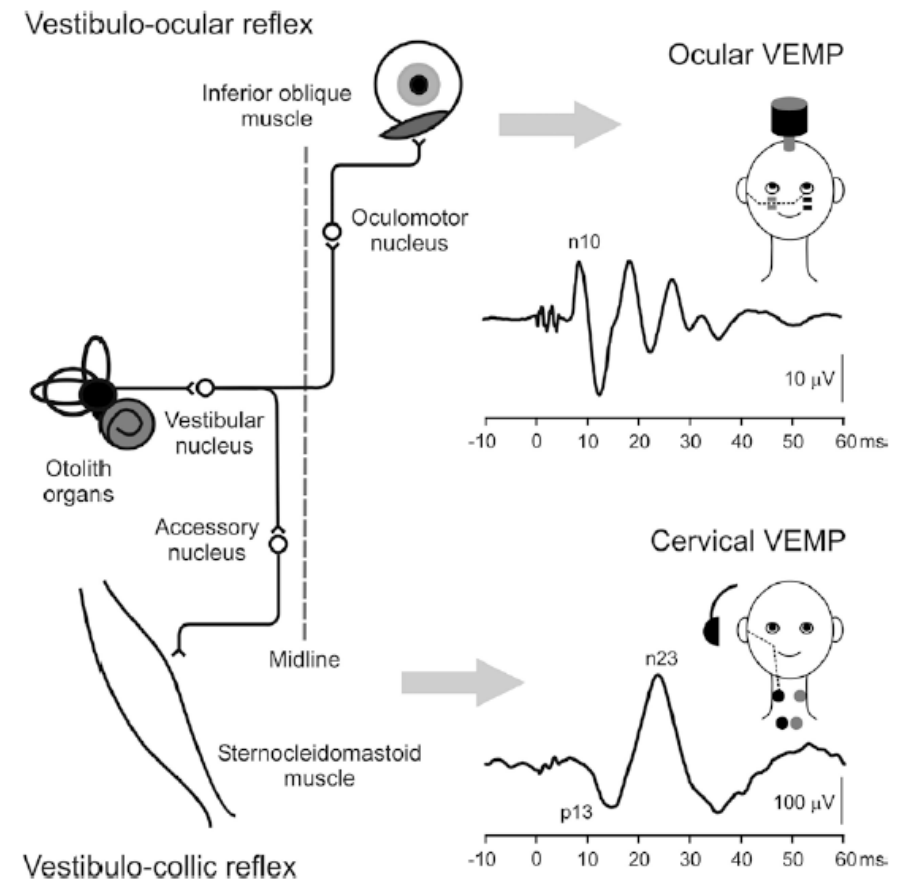 Vestibulo-ocular reflex
Ocular VEMP
Inferior oblique
muscle
Oculomotor
nucleus
n10
10 μV
-10 0 10 20 30 40 50 60 ms
Vestibular
nucleus
Otolith
organs
Accessory
nucleus
Cervical VEMP
Midline
n23
Sternocleidomastoid
muscle
p13
100 μV
-10 0 10 20 30 40 50 60 ms
Vestibulo-collic reflex